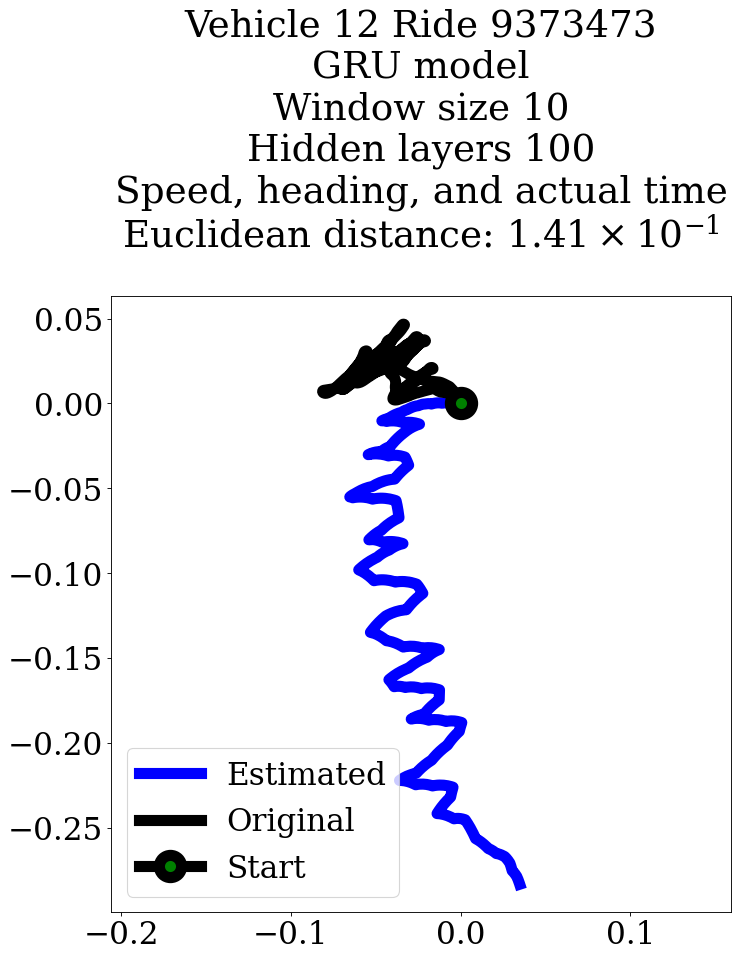 Vehicle 12 Ride 9373473
GRU model
Window size 10
Hidden layers 100
Speed, heading, and actual time
Euclidean distance: 1.41 × 10⁻¹
0.05
0.00
−0.05
−0.10
−0.15
−0.20
−0.25
Estimated
Original
Start
−0.2 −0.1 0.0 0.1